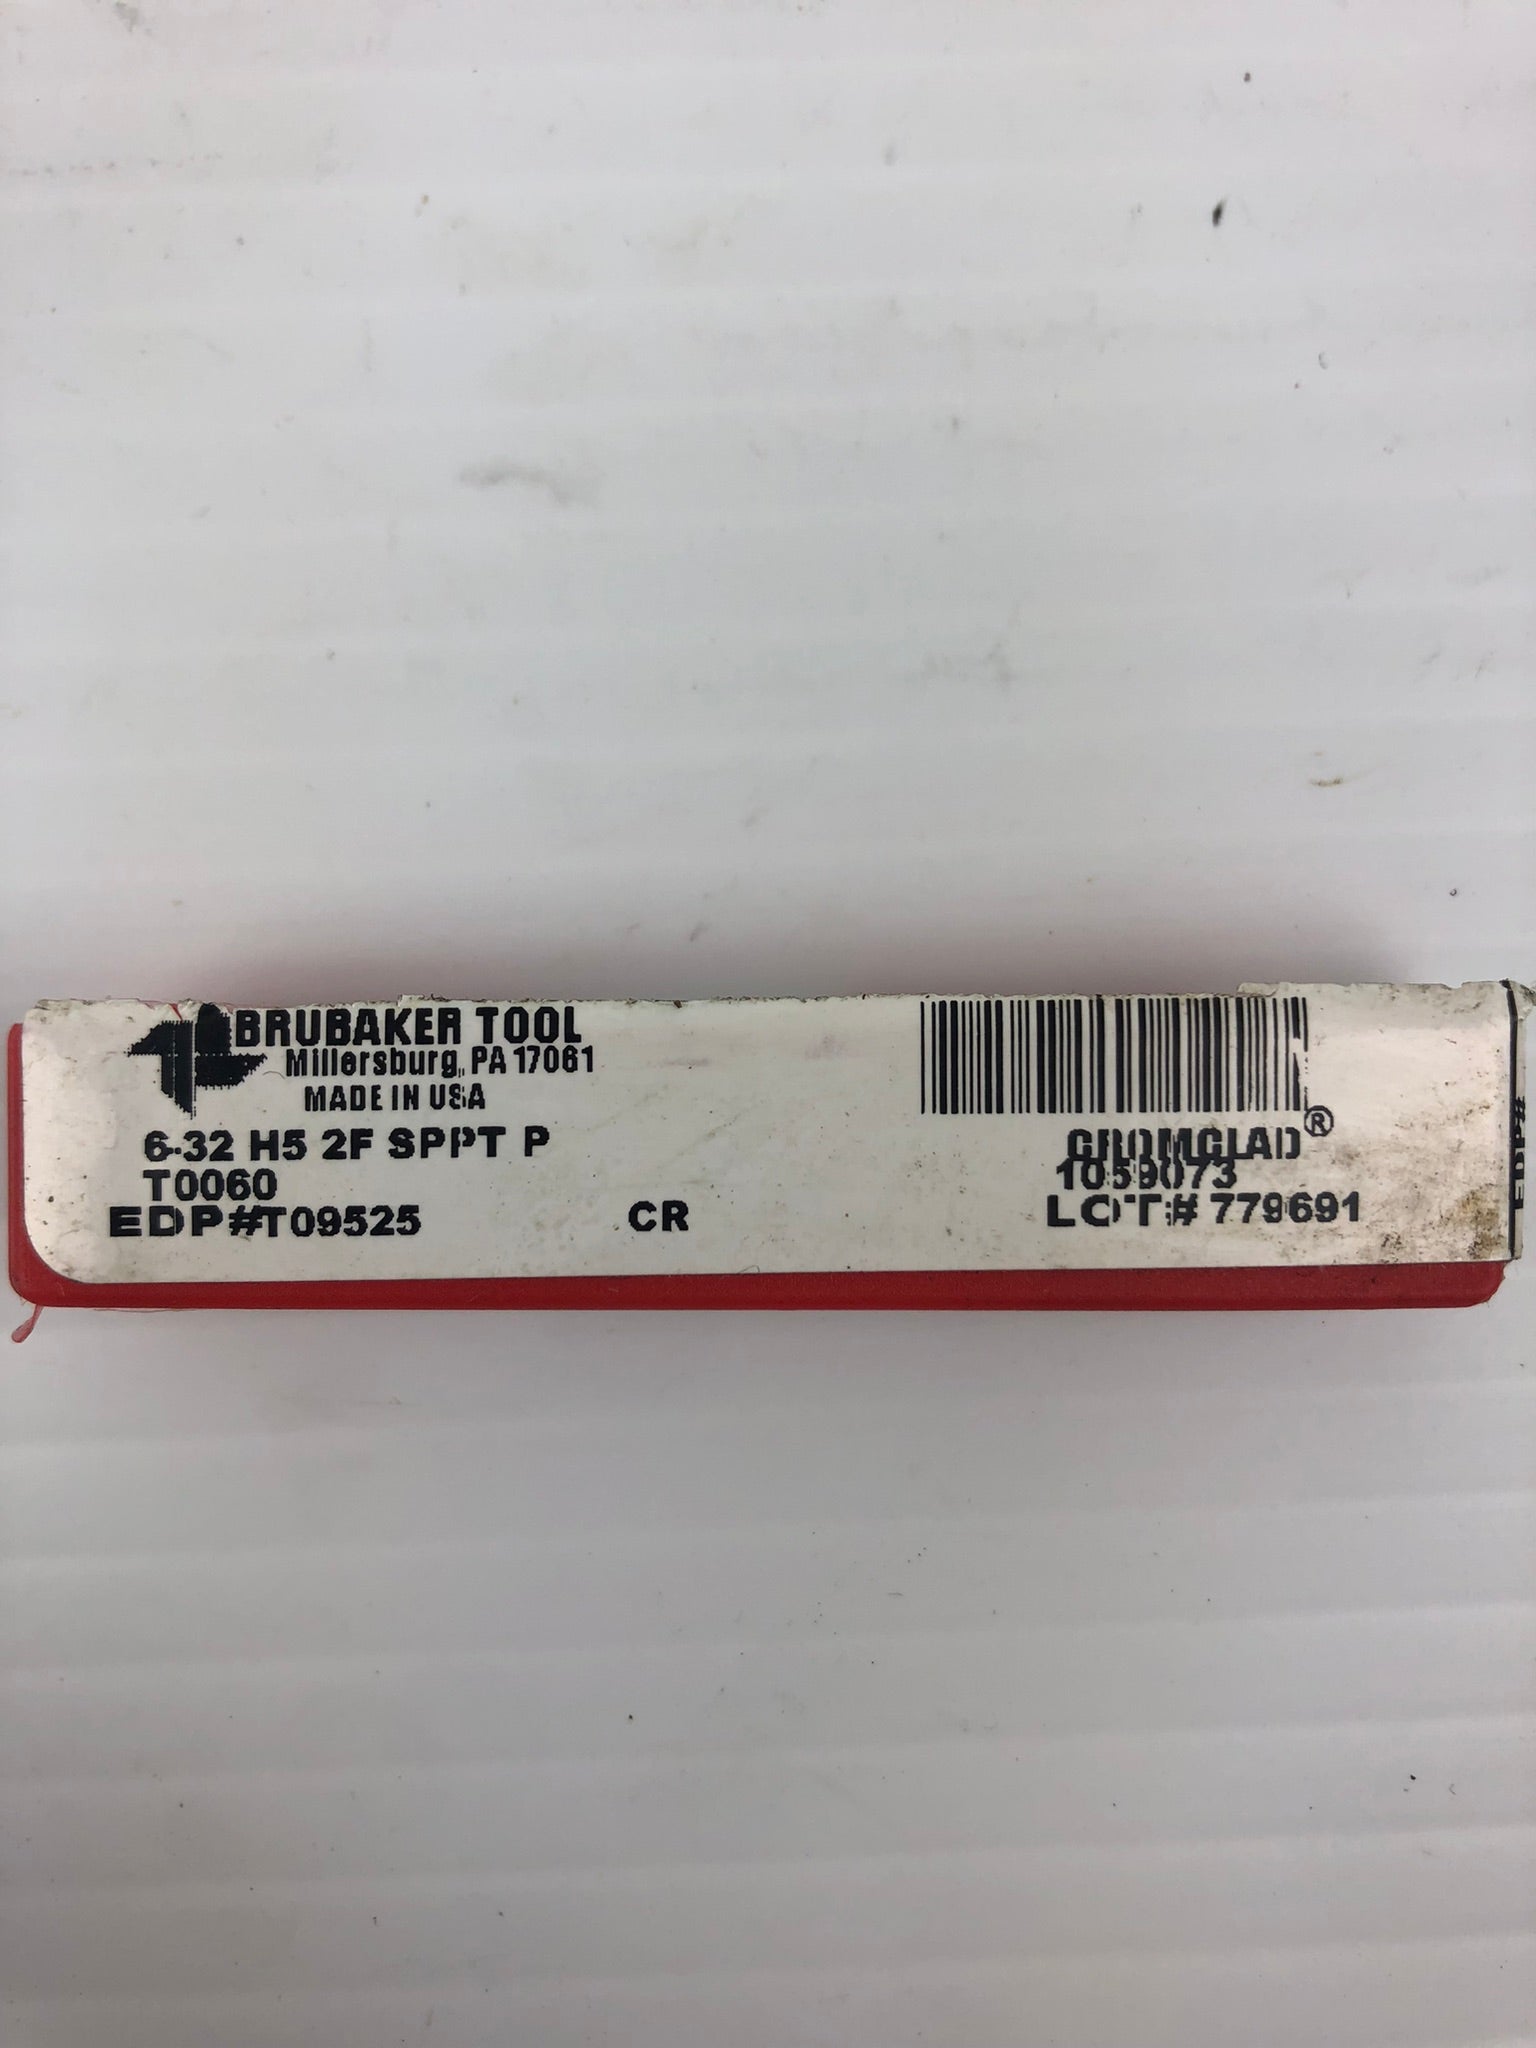 BRUBAKER TOOL
Millersburg, PA 17061
MADE IN USA
6-32 H5 2F SPPT P
T0060
EDP#T09525
CR
CROMCLAD®
1059073
LOT# 779691
EDP#